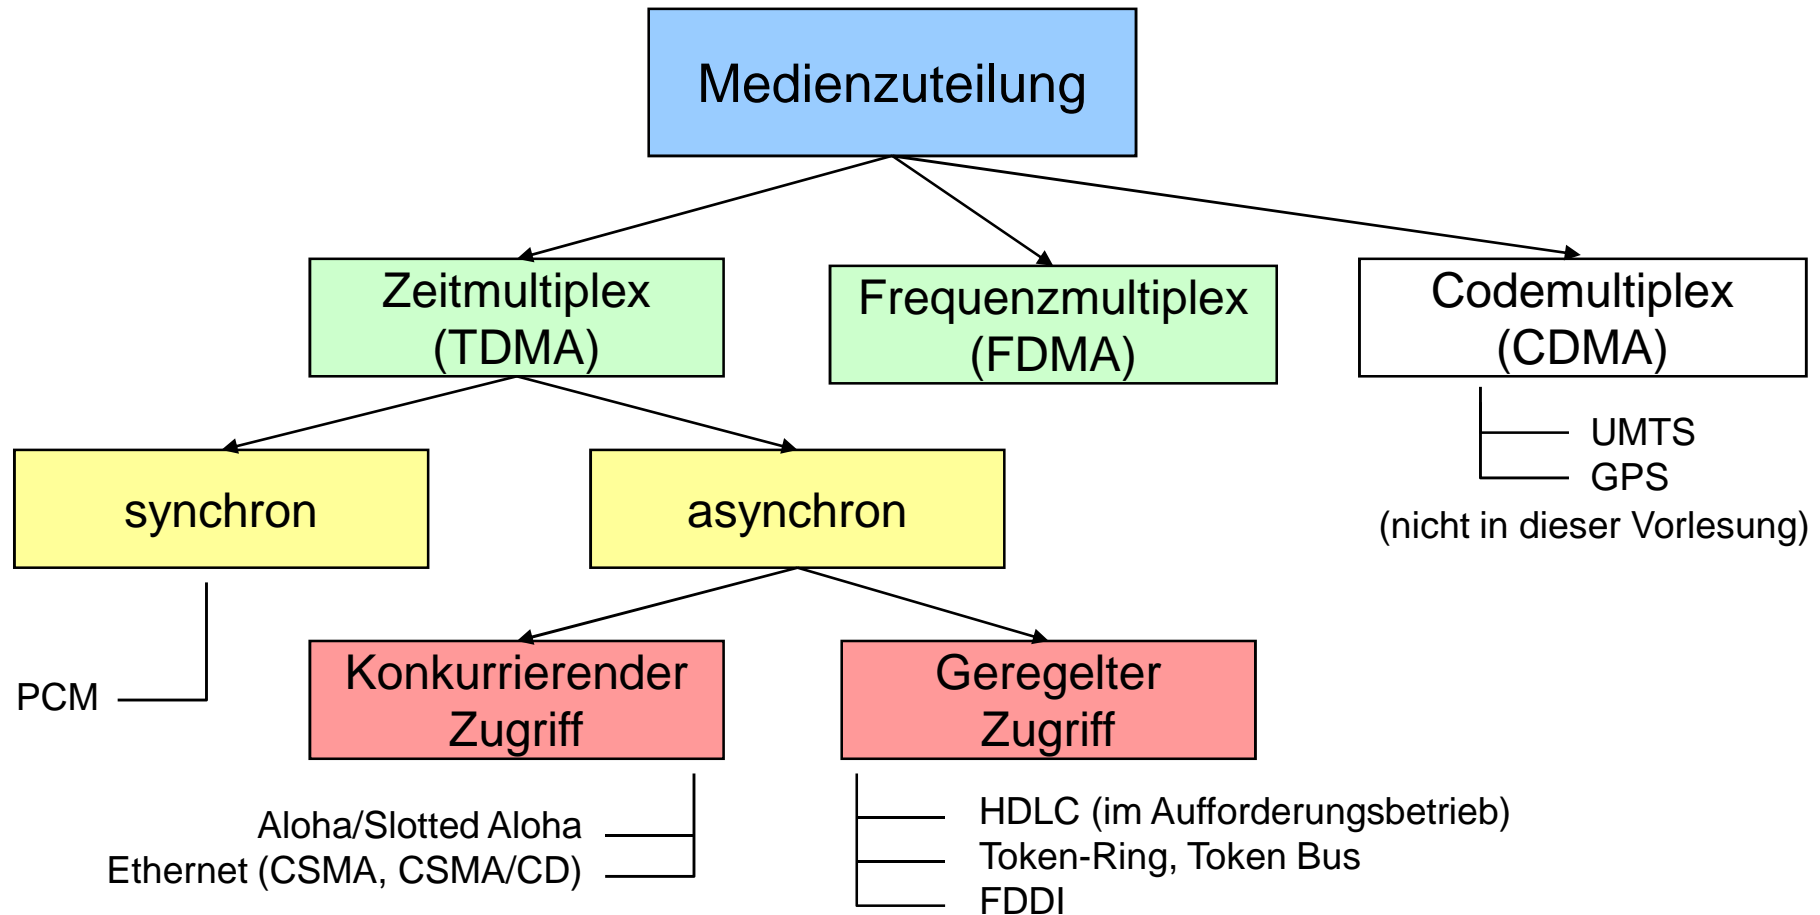 Medienzuteilung
Zeitmultiplex
(TDMA)
Frequenzmultiplex
(FDMA)
Codemultiplex
(CDMA)
UMTS
GPS
(nicht in dieser Vorlesung)
synchron
asynchron
PCM
Konkurrierender
Zugriff
Geregelter
Zugriff
Aloha/Slotted Aloha
Ethernet (CSMA, CSMA/CD)
HDLC (im Aufforderungsbetrieb)
Token-Ring, Token Bus
FDDI